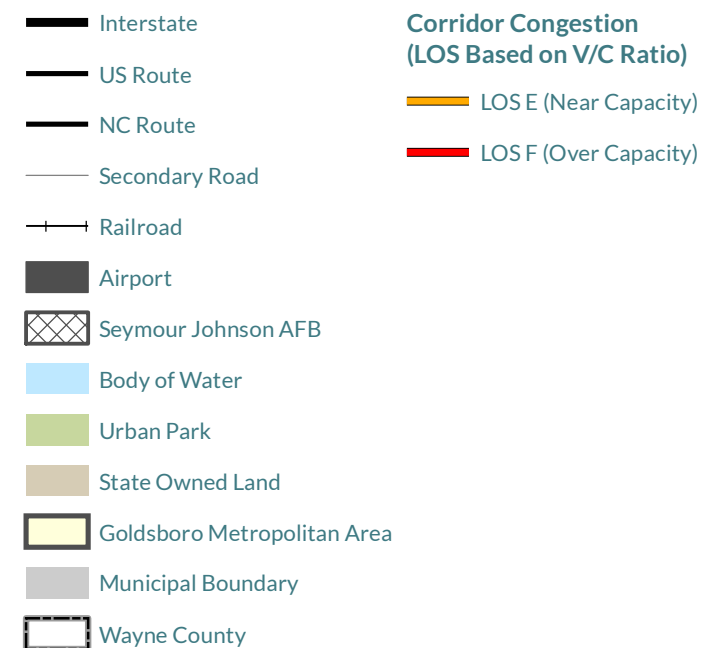 Interstate
US Route
NC Route
Secondary Road
Railroad
Airport
Seymour Johnson AFB
Body of Water
Urban Park
State Owned Land
Goldsboro Metropolitan Area
Municipal Boundary
Wayne County
Corridor Congestion
(LOS Based on V/C Ratio)
LOS E (Near Capacity)
LOS F (Over Capacity)